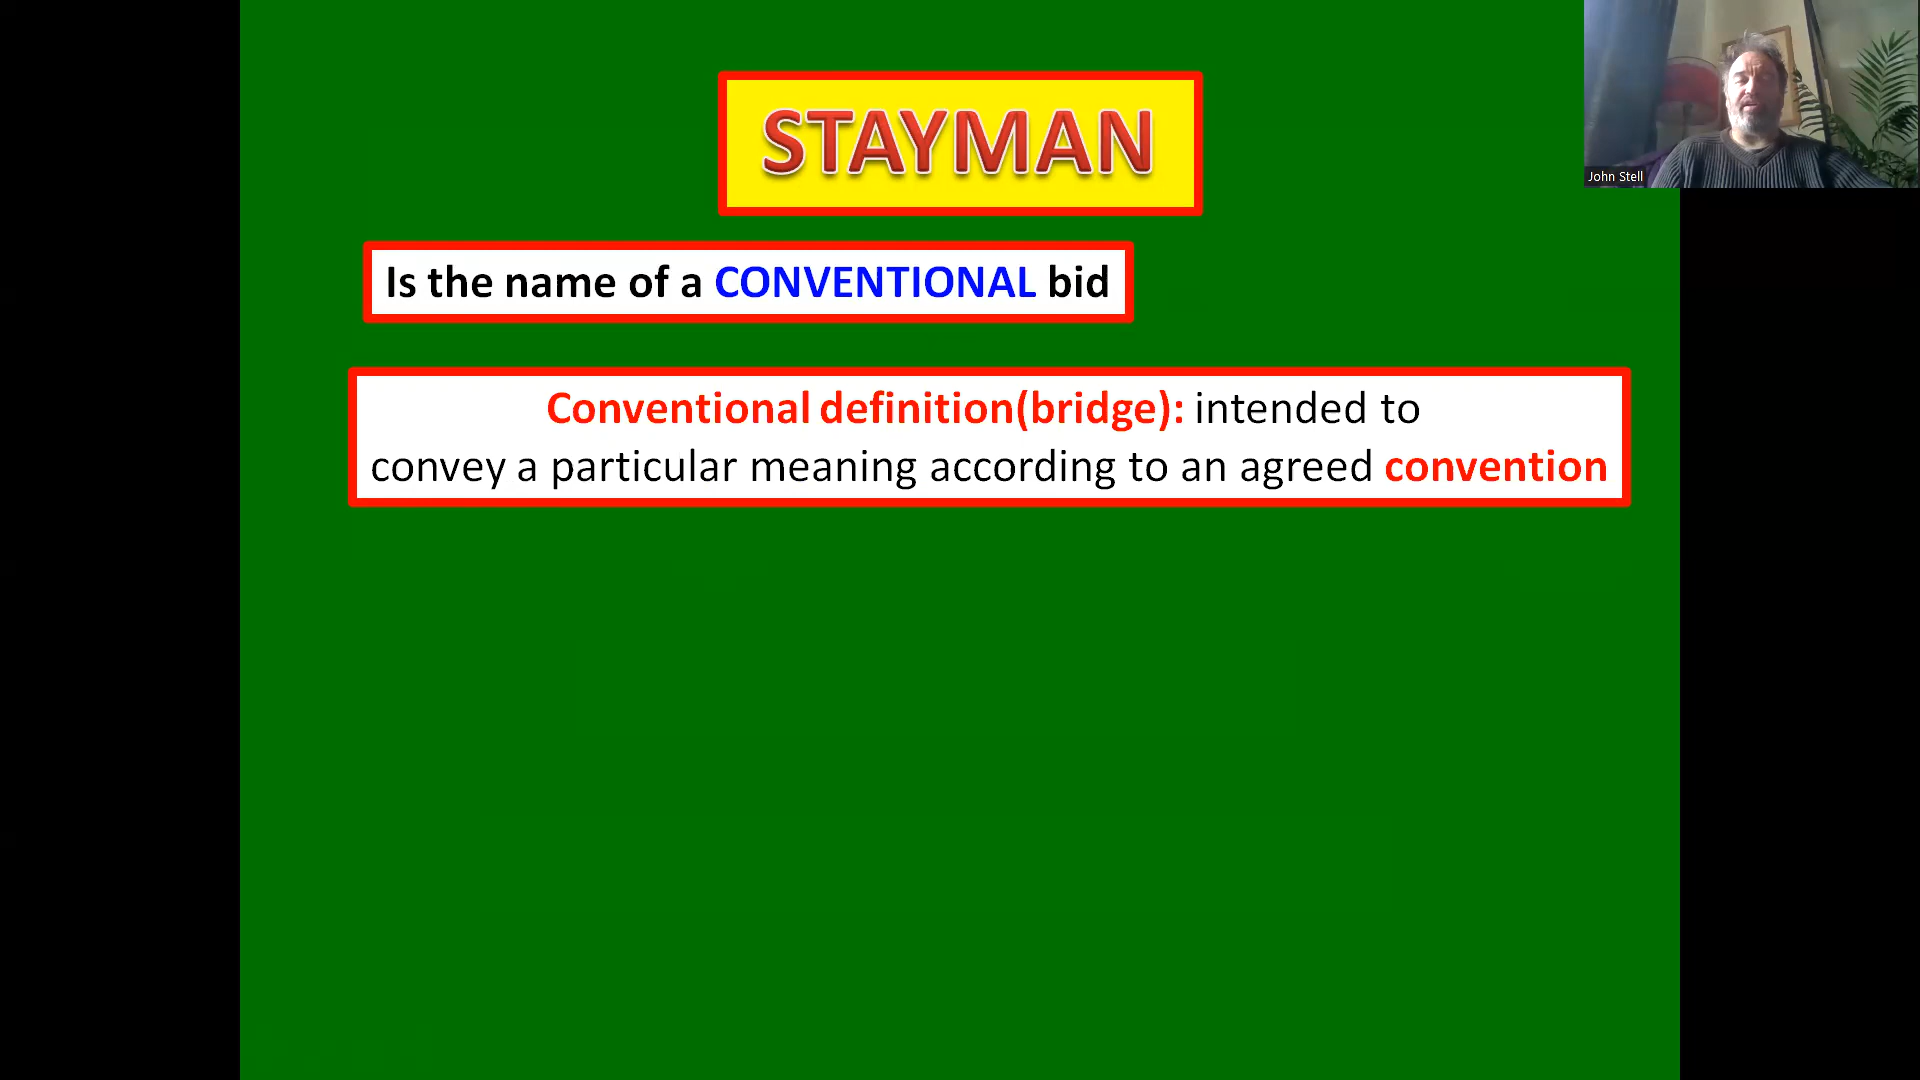 STAYMAN
Is the name of a CONVENTIONAL bid
Conventional definition(bridge): intended to
convey a particular meaning according to an agreed convention
John Stell